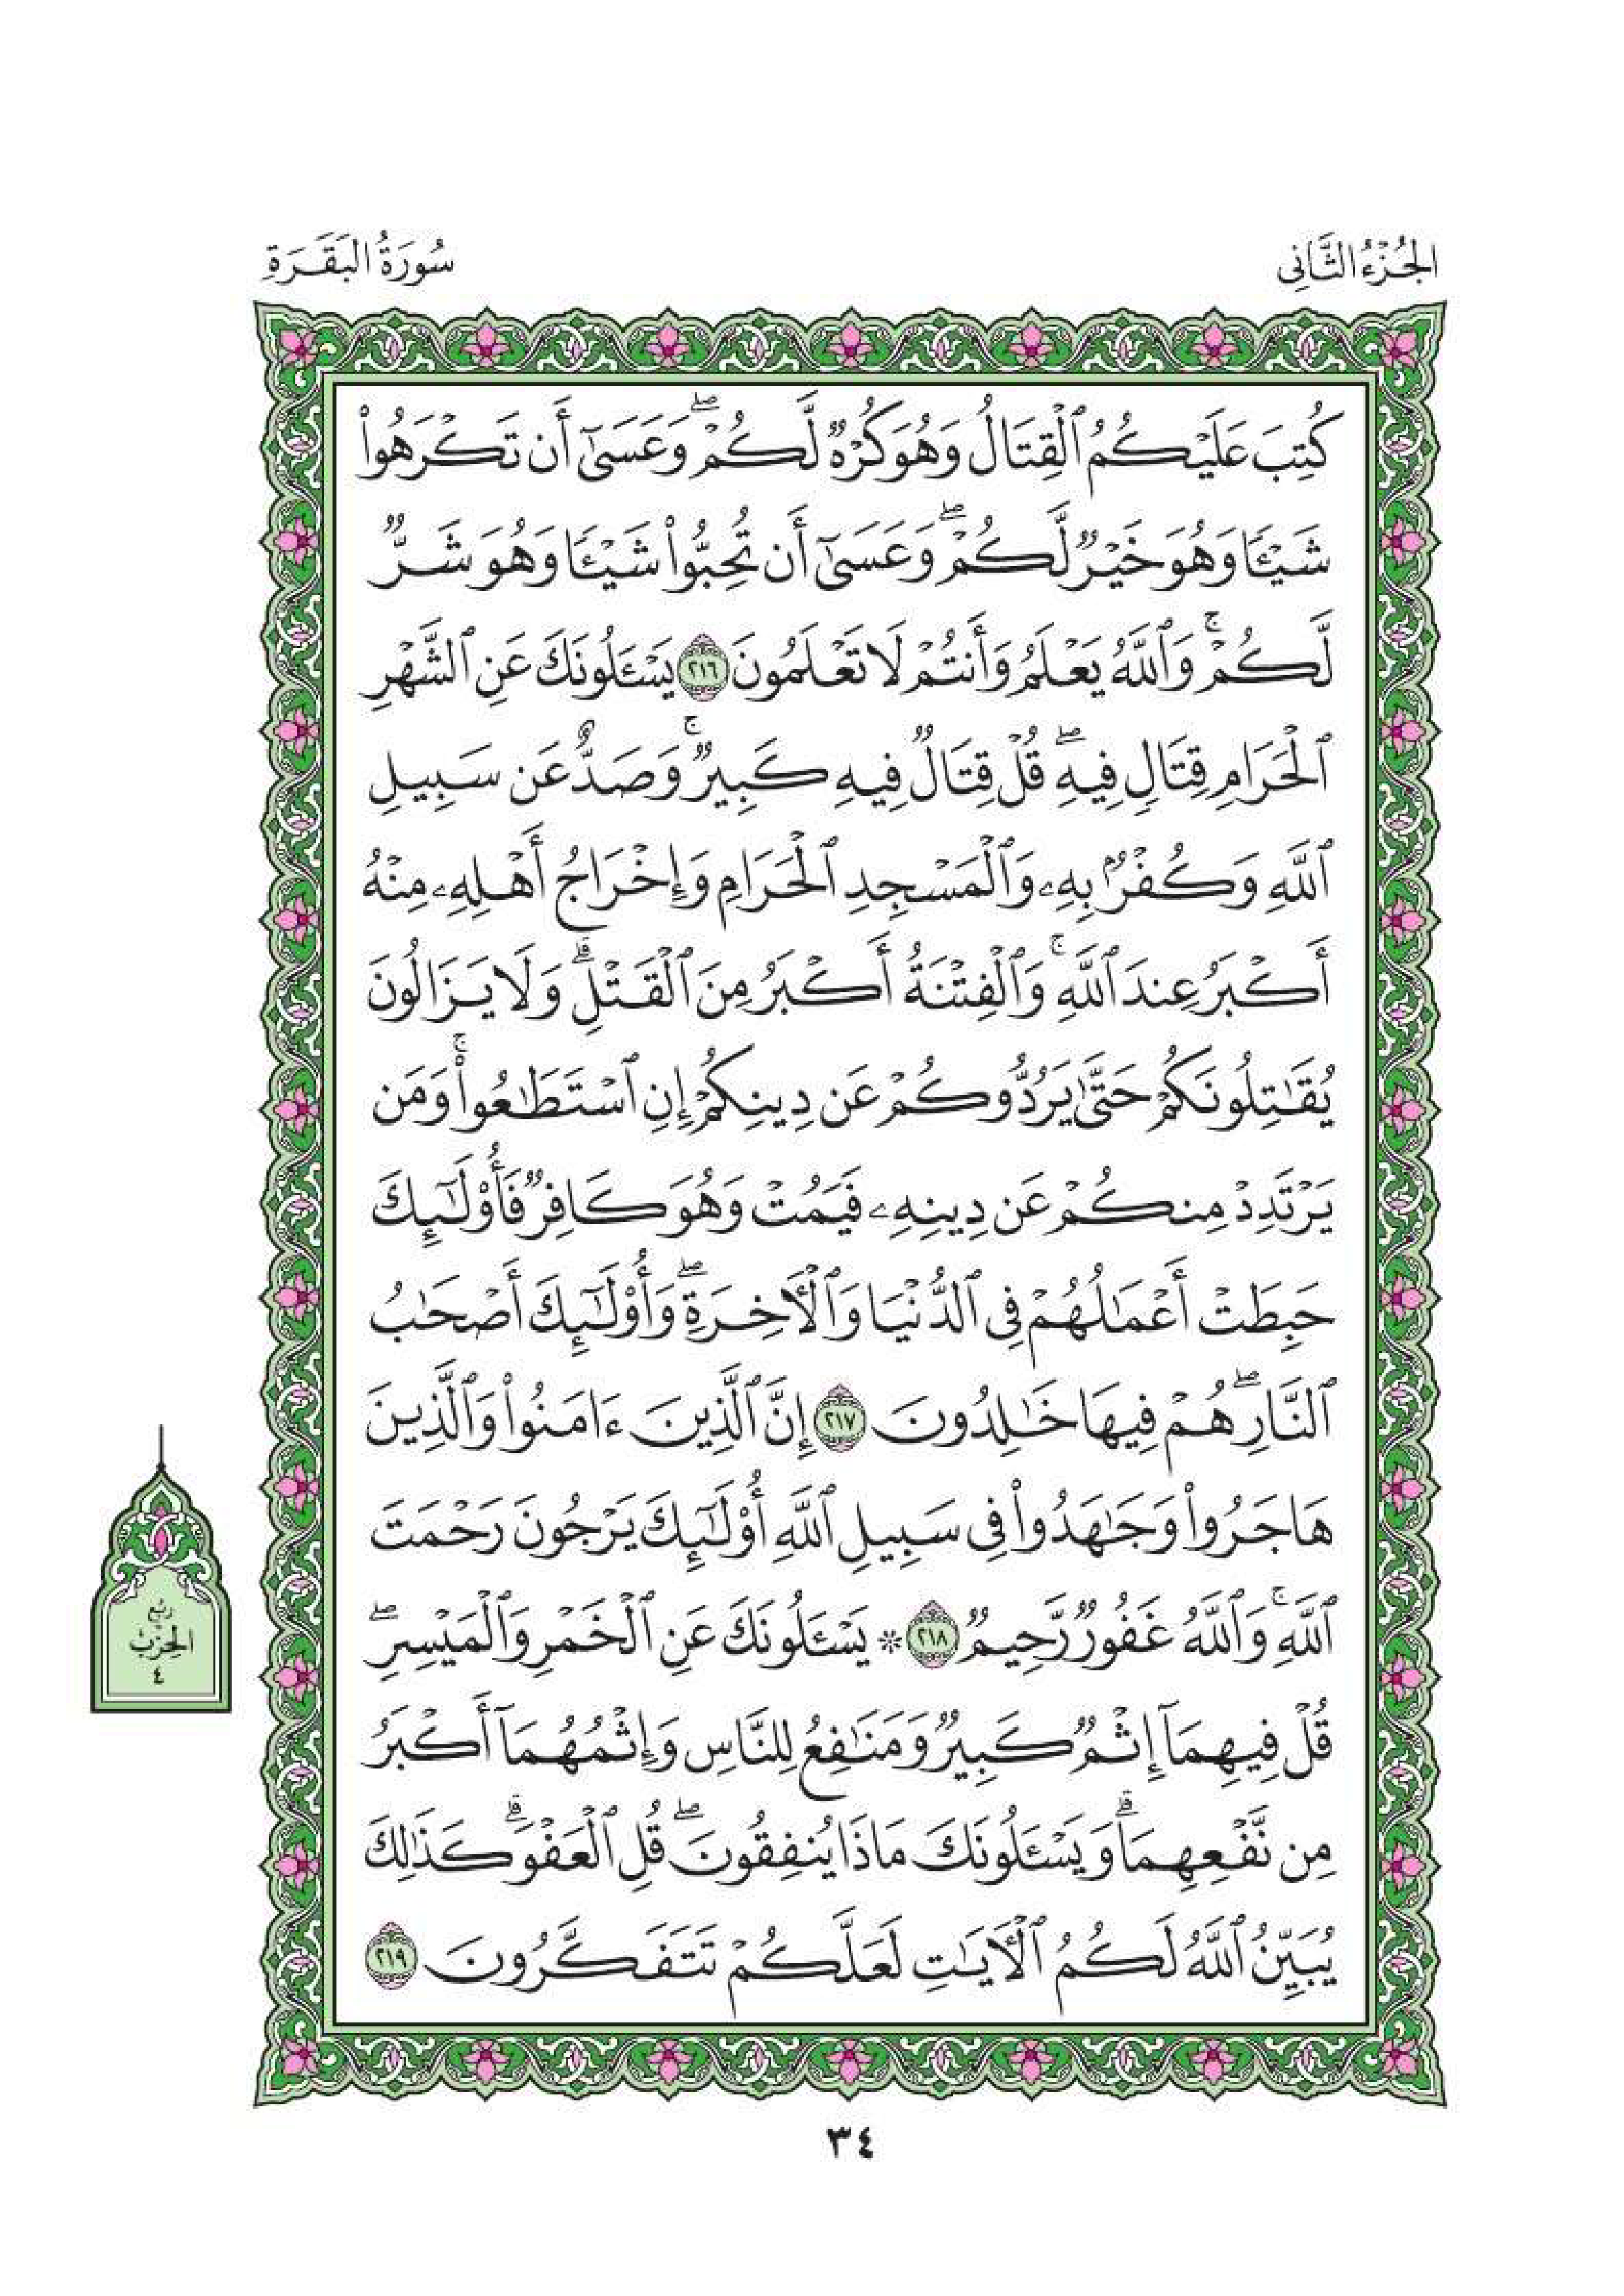 الجُزْءُ الثَّانِي
سُورَةُ البَقَرَةِ
كُتِبَ عَلَيْكُمُ ٱلْقِتَالُ وَهُوَ كُرْهٌ لَّكُمْ ۖ وَعَسَىٰٓ أَن تَكْرَهُوا۟
شَيْـًٔا وَهُوَ خَيْرٌ لَّكُمْ ۖ وَعَسَىٰٓ أَن تُحِبُّوا۟ شَيْـًٔا وَهُوَ شَرٌّ
لَّكُمْ ۚ وَٱللَّهُ يَعْلَمُ وَأَنتُمْ لَا تَعْلَمُونَ ٢١٦ يَسْـَٔلُونَكَ عَنِ ٱلشَّهْرِ
ٱلْحَرَامِ قِتَالٍ فِيهِ ۖ قُلْ قِتَالٌ فِيهِ كَبِيرٌ ۚ وَصَدٌّ عَن سَبِيلِ
ٱللَّهِ وَكُفْرٌۢ بِهِۦ وَٱلْمَسْجِدِ ٱلْحَرَامِ وَإِخْرَاجُ أَهْلِهِۦ مِنْهُ
أَكْبَرُ عِندَ ٱللَّهِ ۚ وَٱلْفِتْنَةُ أَكْبَرُ مِنَ ٱلْقَتْلِ ۗ وَلَا يَزَالُونَ
يُقَـٰتِلُونَكُمْ حَتَّىٰ يَرُدُّوكُمْ عَن دِينِكُمْ إِنِ ٱسْتَطَـٰعُوا۟ ۚ وَمَن
يَرْتَدِدْ مِنكُمْ عَن دِينِهِۦ فَيَمُتْ وَهُوَ كَافِرٌ فَأُو۟لَـٰٓئِكَ
حَبِطَتْ أَعْمَـٰلُهُمْ فِى ٱلدُّنْيَا وَٱلْـَٔاخِرَةِ ۖ وَأُو۟لَـٰٓئِكَ أَصْحَـٰبُ
ٱلنَّارِ ۖ هُمْ فِيهَا خَـٰلِدُونَ ٢١٧ إِنَّ ٱلَّذِينَ ءَامَنُوا۟ وَٱلَّذِينَ
هَاجَرُوا۟ وَجَـٰهَدُوا۟ فِى سَبِيلِ ٱللَّهِ أُو۟لَـٰٓئِكَ يَرْجُونَ رَحْمَتَ
ٱللَّهِ ۚ وَٱللَّهُ غَفُورٌ رَّحِيمٌ ٢١٨ * يَسْـَٔلُونَكَ عَنِ ٱلْخَمْرِ وَٱلْمَيْسِرِ ۖ
قُلْ فِيهِمَآ إِثْمٌ كَبِيرٌ وَمَنَـٰفِعُ لِلنَّاسِ وَإِثْمُهُمَآ أَكْبَرُ
مِن نَّفْعِهِمَا ۗ وَيَسْـَٔلُونَكَ مَاذَا يُنفِقُونَ ۖ قُلِ ٱلْعَفْوَ ۗ كَذَٰلِكَ
يُبَيِّنُ ٱللَّهُ لَكُمُ ٱلْـَٔايَـٰتِ لَعَلَّكُمْ تَتَفَكَّرُونَ ٢١٩
ربع
الحزب
٤
٣٤